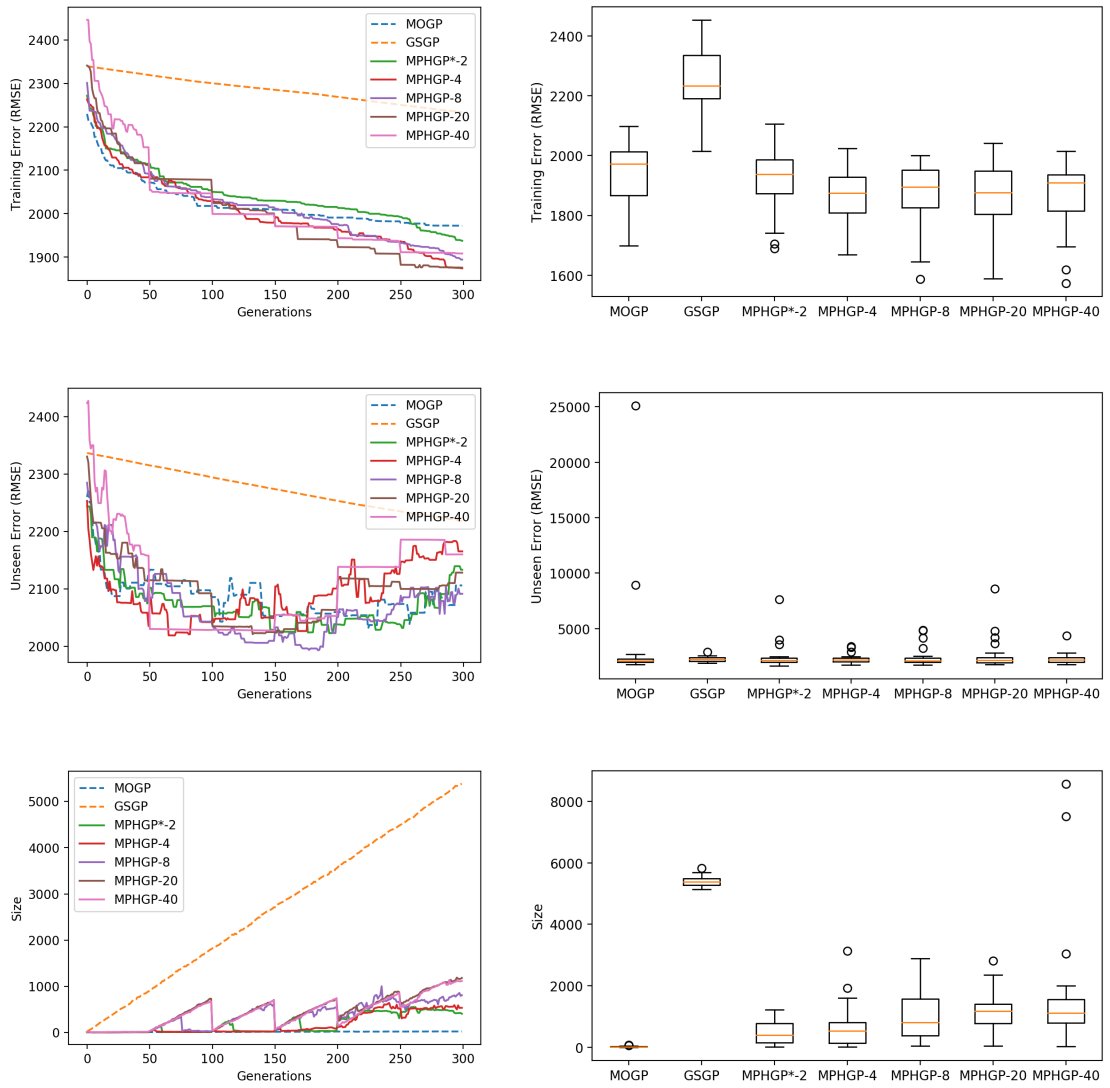 2400
2300
2200
2100
2000
1900
Training Error (RMSE)
0 50 100 150 200 250 300
Generations
MOGP
GSGP
MPHGP*-2
MPHGP-4
MPHGP-8
MPHGP-20
MPHGP-40
2400
2200
2000
1800
1600
Training Error (RMSE)
MOGP GSGP MPHGP*-2 MPHGP-4 MPHGP-8 MPHGP-20 MPHGP-40
2400
2300
2200
2100
2000
Unseen Error (RMSE)
0 50 100 150 200 250 300
Generations
MOGP
GSGP
MPHGP*-2
MPHGP-4
MPHGP-8
MPHGP-20
MPHGP-40
25000
20000
15000
10000
5000
Unseen Error (RMSE)
MOGP GSGP MPHGP*-2 MPHGP-4 MPHGP-8 MPHGP-20 MPHGP-40
5000
4000
3000
2000
1000
0
Size
0 50 100 150 200 250 300
Generations
MOGP
GSGP
MPHGP*-2
MPHGP-4
MPHGP-8
MPHGP-20
MPHGP-40
8000
6000
4000
2000
0
Size
MOGP GSGP MPHGP*-2 MPHGP-4 MPHGP-8 MPHGP-20 MPHGP-40